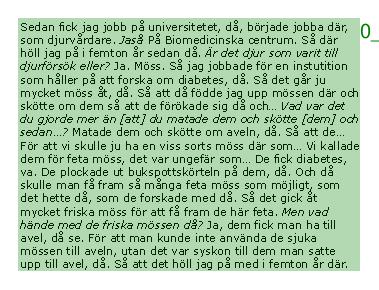 Sedan fick jag jobb på universitetet, då, började jobba där,
som djurvårdare. Jaså På Biomedicinska centrum. Så där
höll jag på i femton år sedan då. Är det djur som varit till
djurförsök eller? Ja. Möss. Så jag jobbade för en instutition
som håller på att forska om diabetes, då. Så det går ju
mycket möss åt, då. Så att då födde jag upp mössen där och
skötte om dem så att de förökade sig då och... Vad var det
du gjorde mer än [att] du matade dem och skötte [dem] och
sedan...? Matade dem och skötte om aveln, då. Så att de...
För att vi skulle ju ha en viss sorts möss där som... Vi kallade
dem för feta möss, det var ungefär som... De fick diabetes,
va. De plockade ut bukspottskörteln på dem, då. Och då
skulle man få fram så många feta möss som möjligt, som
det hette då, som de forskade med då. Så det gick åt
mycket friska möss för att få fram de här feta. Men vad
hände med de friska mössen då? Ja, dem fick man ha till
avel, då se. För att man kunde inte använda de sjuka
mössen till aveln, utan det var syskon till dem man satte
upp till avel, då. Så att det höll jag på med i femton år där.
0_